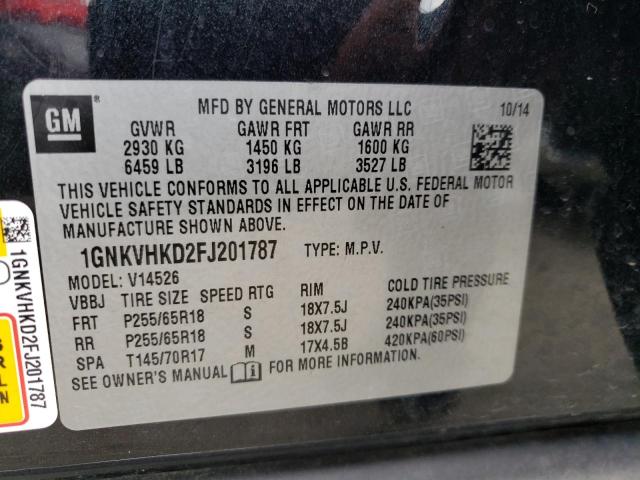 GM ®
MFD BY GENERAL MOTORS LLC 10/14
GVWR GAWR FRT GAWR RR
2930 KG 1450 KG 1600 KG
6459 LB 3196 LB 3527 LB
THIS VEHICLE CONFORMS TO ALL APPLICABLE U.S. FEDERAL MOTOR
VEHICLE SAFETY STANDARDS IN EFFECT ON THE DATE OF
MANUFACTURE SHOWN ABOVE.
1GNKVHKD2FJ201787 TYPE: M.P.V.
MODEL: V14526
VBBJ TIRE SIZE SPEED RTG RIM COLD TIRE PRESSURE
FRT P255/65R18 S 18X7.5J 240KPA(35PSI)
RR P255/65R18 S 18X7.5J 240KPA(35PSI)
SPA T145/70R17 M 17X4.5B 420KPA(60PSI)
SEE OWNER'S MANUAL FOR MORE INFORMATION.
1GNKVHKD2FJ201787